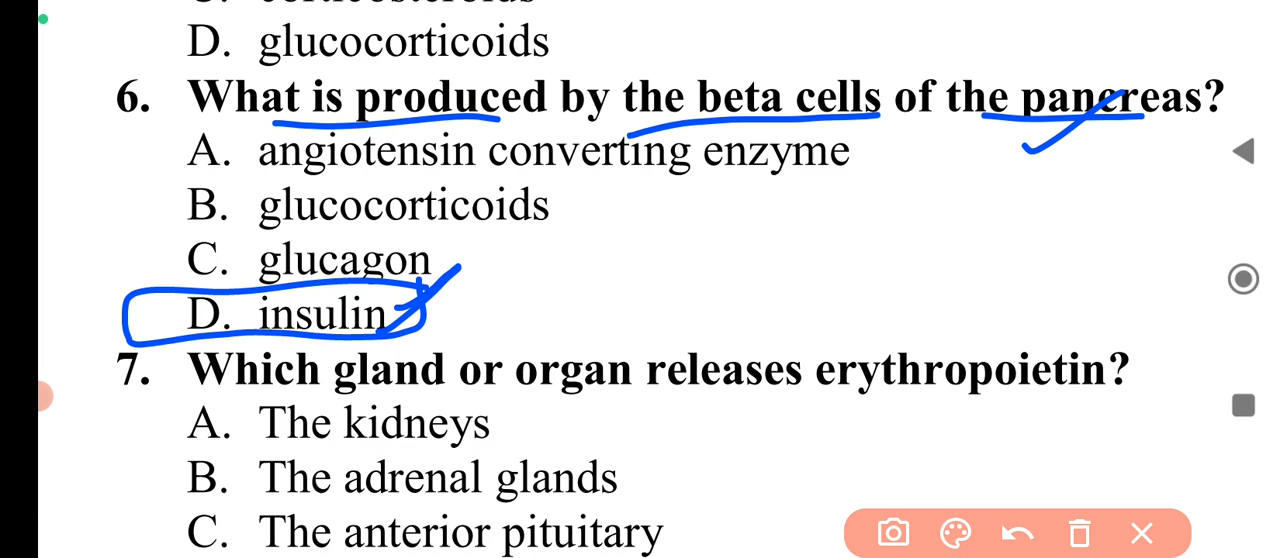 D. glucocorticoids
6. What is produced by the beta cells of the pancreas?
A. angiotensin converting enzyme
B. glucocorticoids
C. glucagon
D. insulin
7. Which gland or organ releases erythropoietin?
A. The kidneys
B. The adrenal glands
C. The anterior pituitary